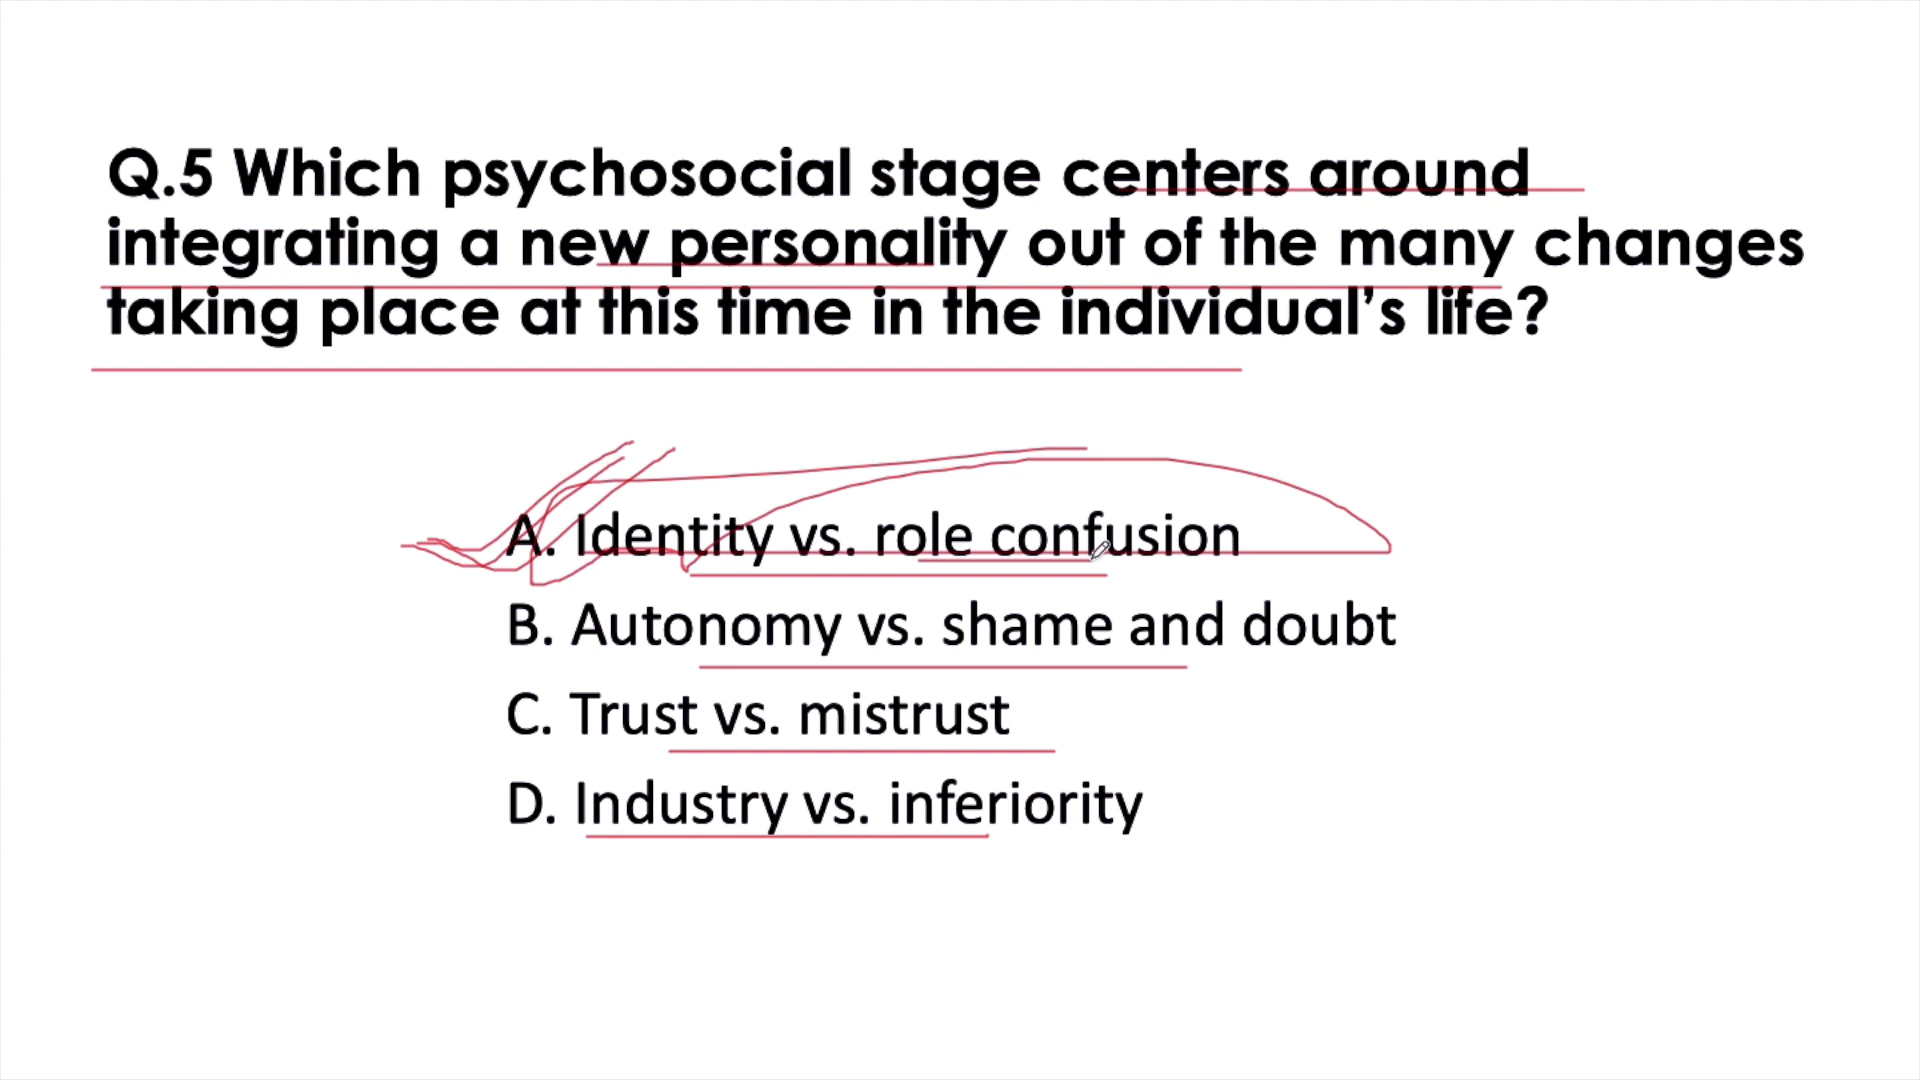 Q.5 Which psychosocial stage centers around
integrating a new personality out of the many changes
taking place at this time in the individual's life?
A. Identity vs. role confusion
B. Autonomy vs. shame and doubt
C. Trust vs. mistrust
D. Industry vs. inferiority